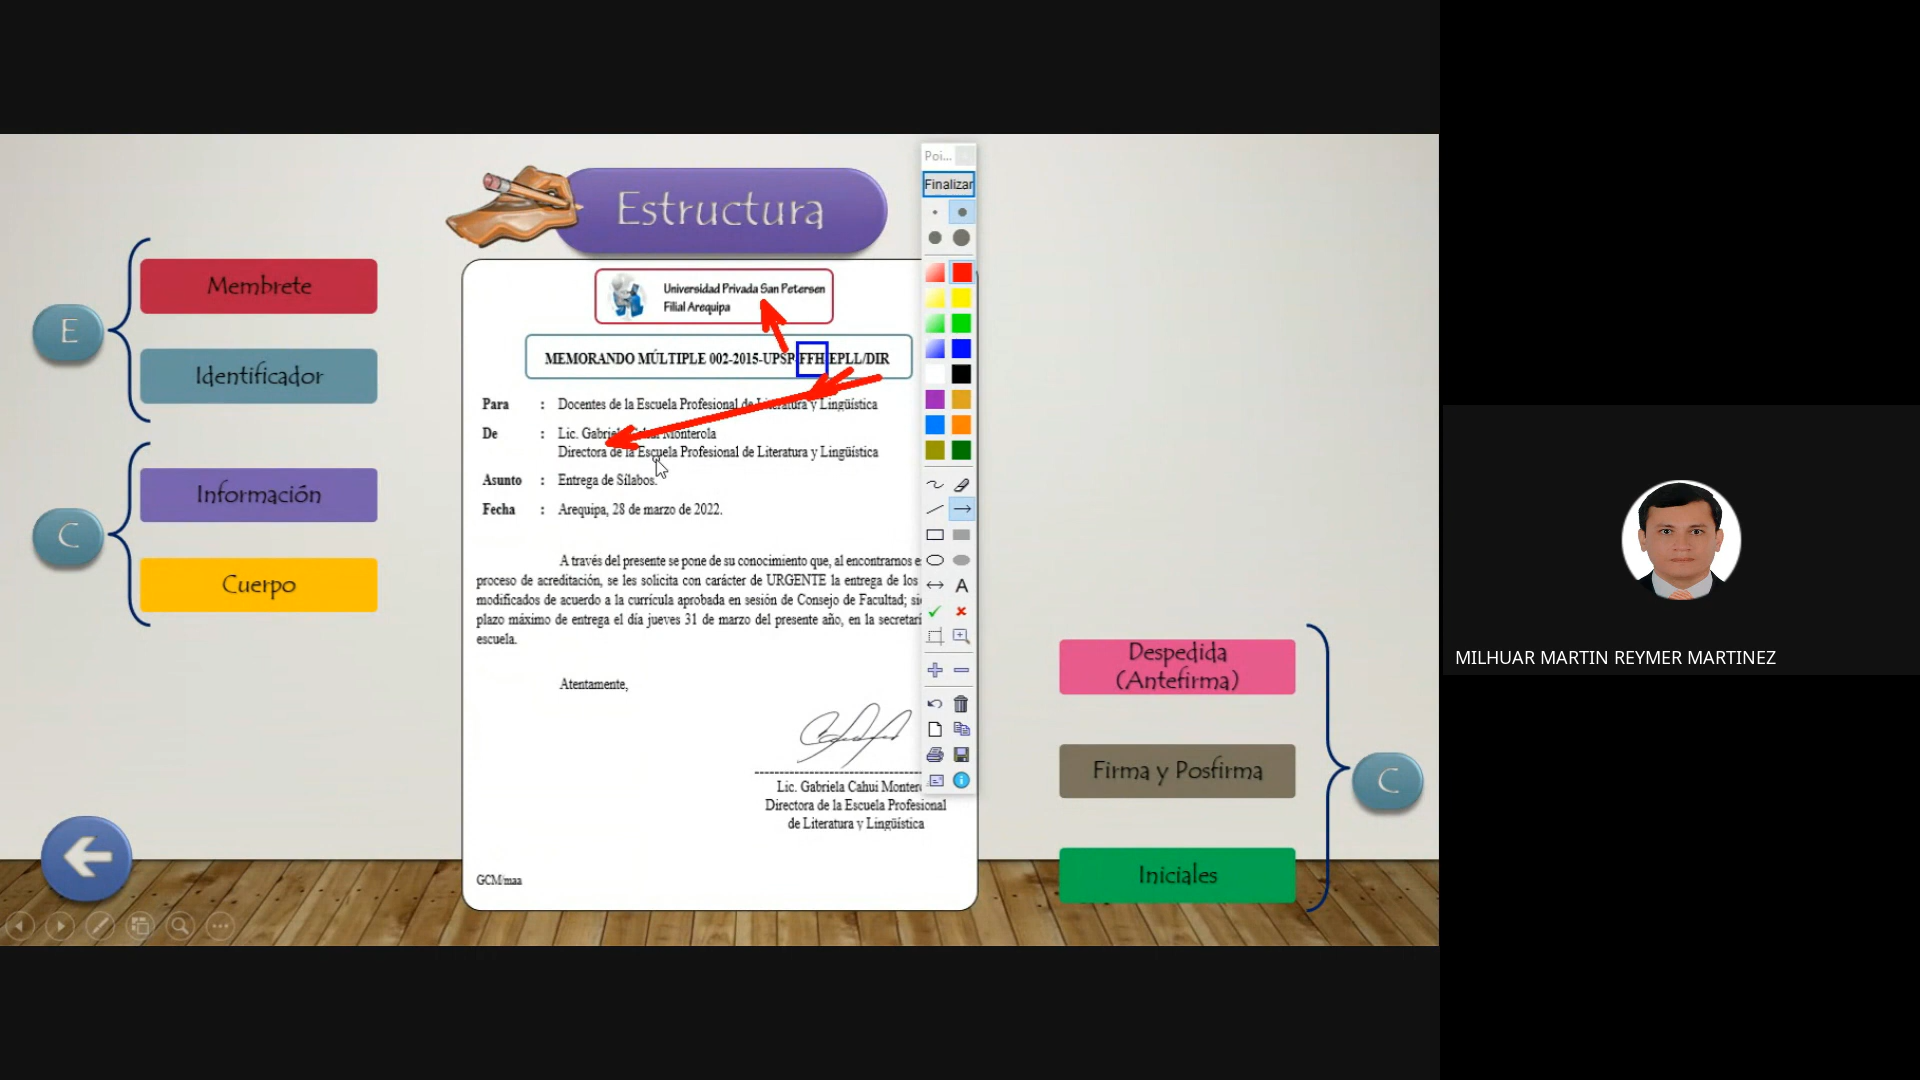 Estructura
E
Membrete
Identificador
C
Información
Cuerpo
Universidad Privada San Petersen
Filial Arequipa
MEMORANDO MÚLTIPLE 002-2015-UPSP-FFH/EPLL/DIR
Para : Docentes de la Escuela Profesional de Literatura y Lingüística
De : Lic. Gabriela Cahui Monterola
Directora de la Escuela Profesional de Literatura y Lingüística
Asunto : Entrega de Sílabos.
Fecha : Arequipa, 28 de marzo de 2022.
A través del presente se pone de su conocimiento que, al encontrarnos
proceso de acreditación, se les solicita con carácter de URGENTE la entrega de los
modificados de acuerdo a la currícula aprobada en sesión de Consejo de Facultad;
plazo máximo de entrega el día jueves 31 de marzo del presente año, en la
escuela.
Atentamente,
Lic. Gabriela Cahui
Directora de la Escuela Profesional
de Literatura y Lingüística
GCM/maa
Poi...
Finalizar
A
Despedida
(Antefirma)
Firma y Posfirma
Iniciales
C
MILHUAR MARTIN REYMER MARTINEZ